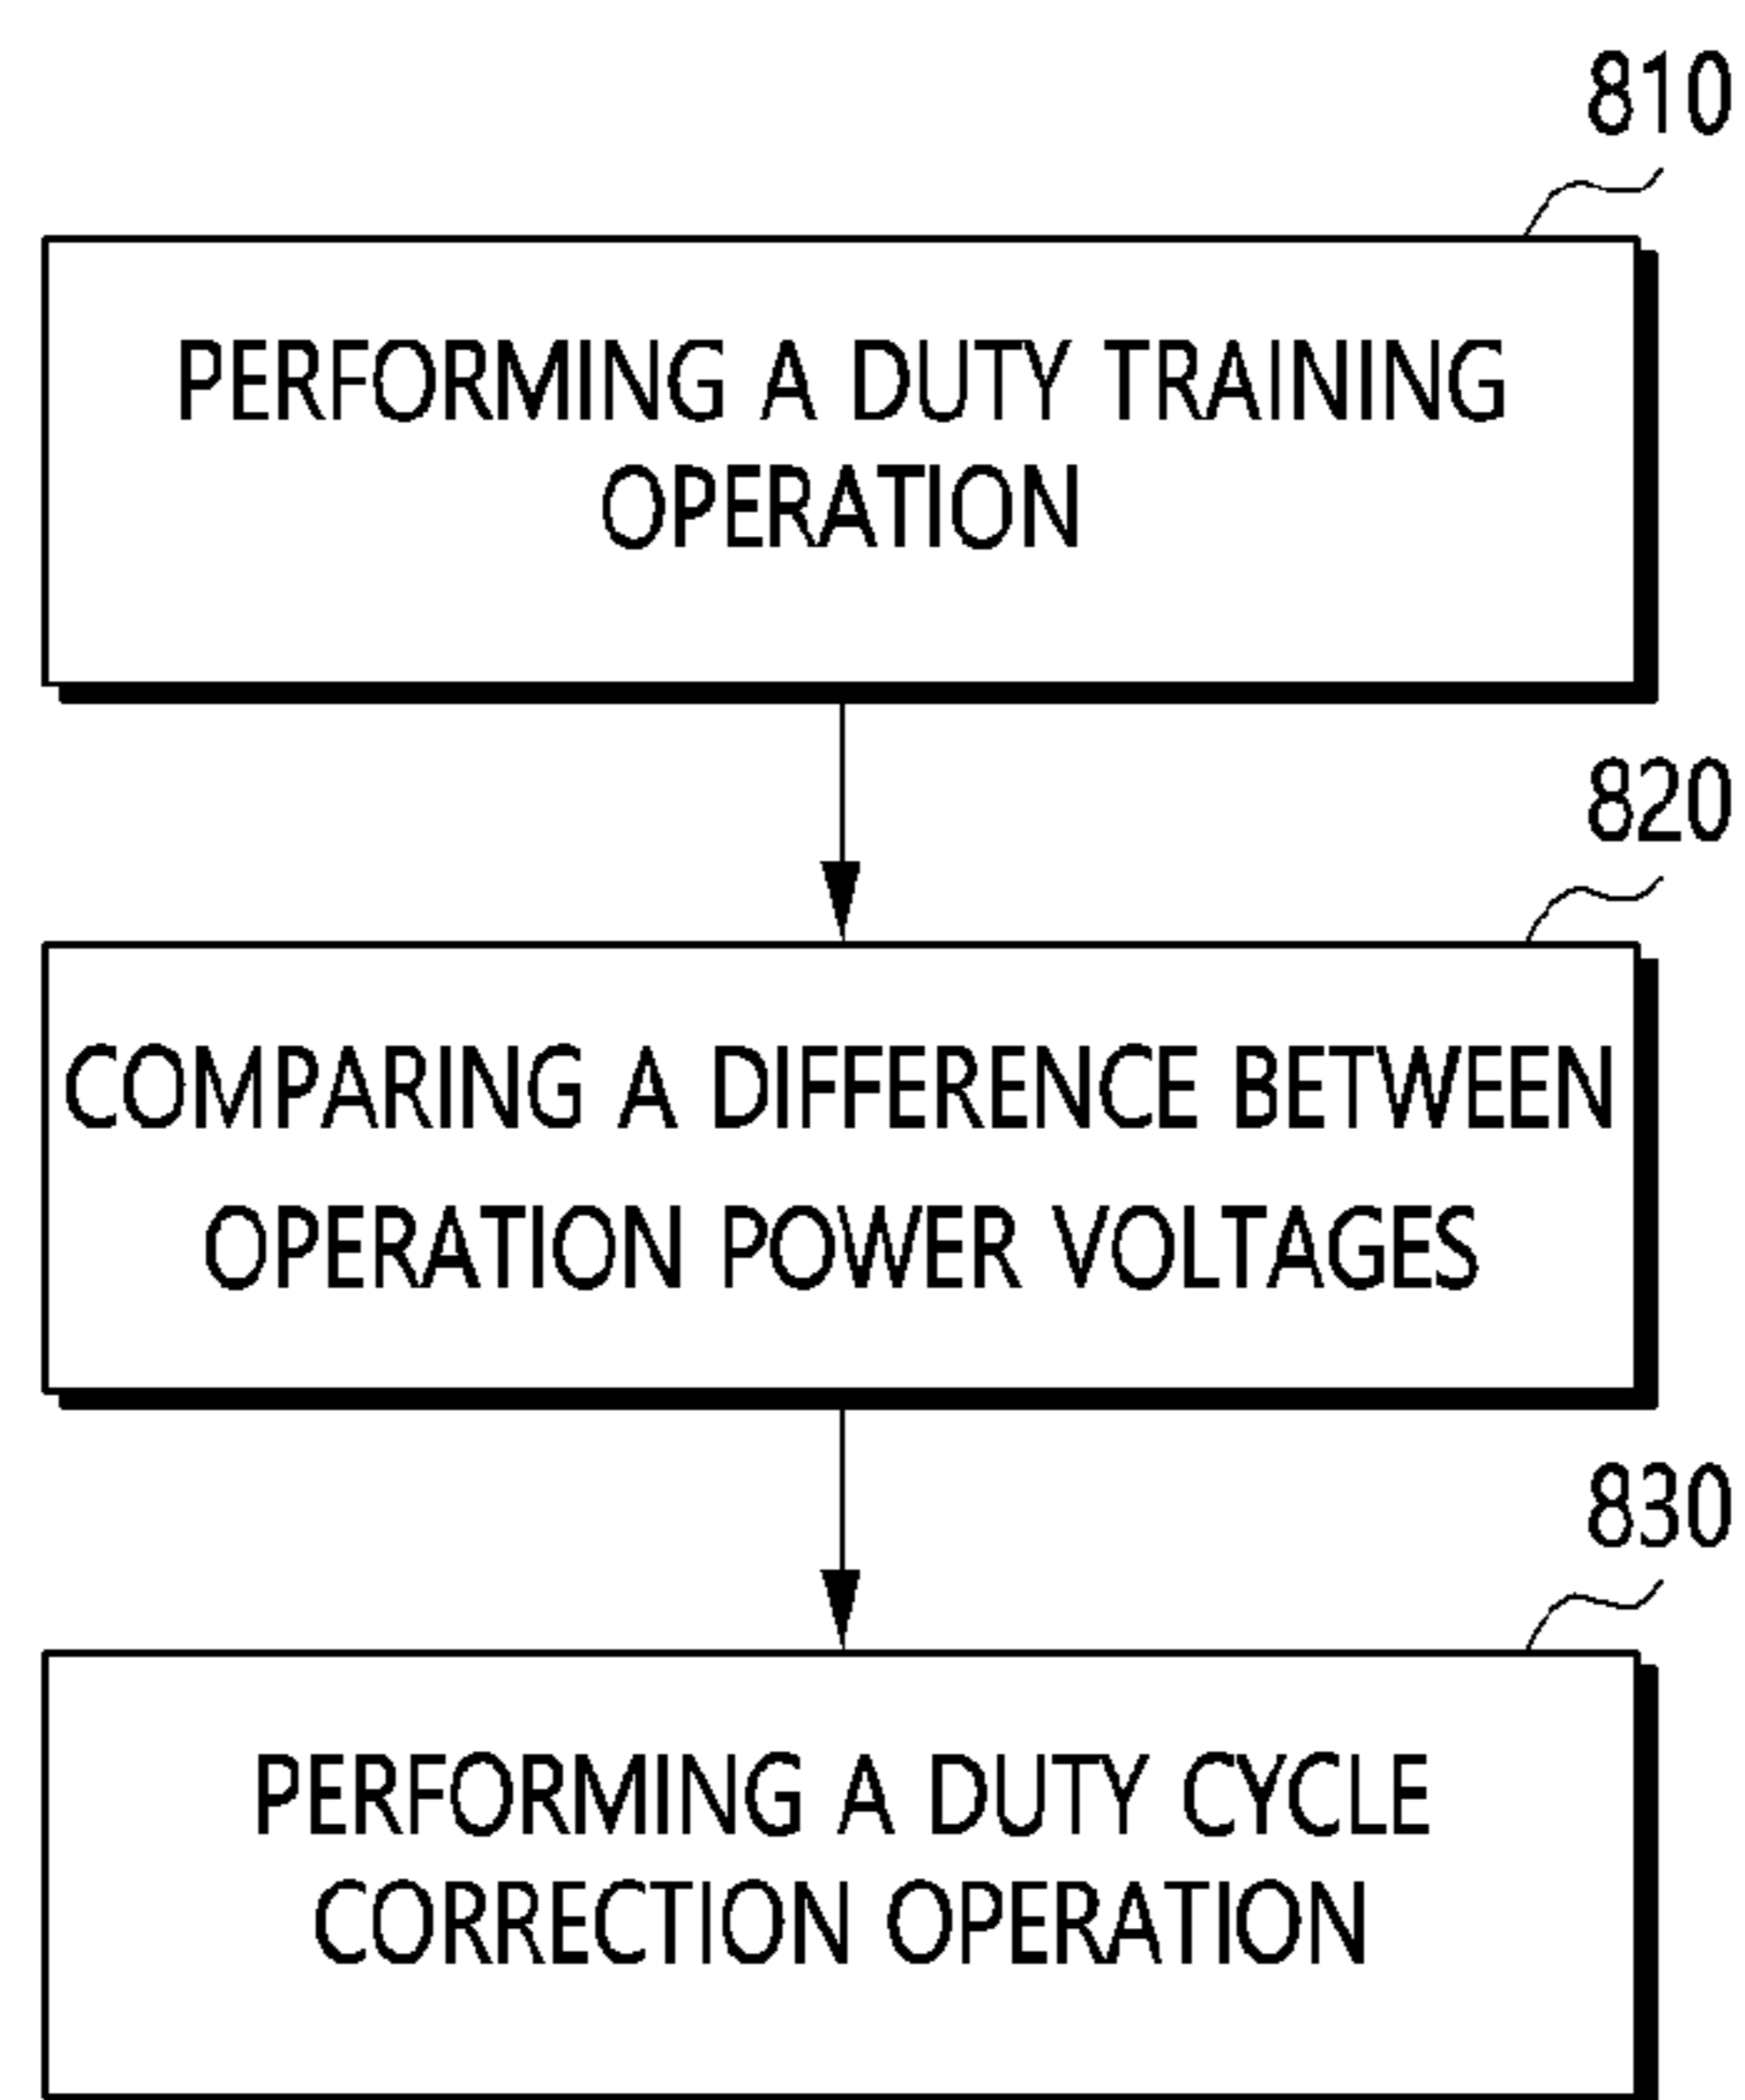 810
PERFORMING A DUTY TRAINING
OPERATION
820
COMPARING A DIFFERENCE BETWEEN
OPERATION POWER VOLTAGES
830
PERFORMING A DUTY CYCLE
CORRECTION OPERATION